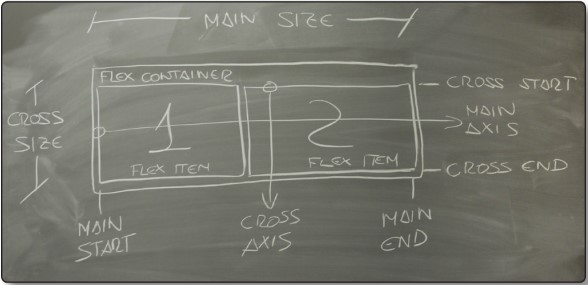 MAIN SIZE
FLEX CONTAINER
CROSS START
CROSS
SIZE
1
2
MAIN
AXIS
FLEX ITEM
FLEX ITEM
CROSS END
MAIN
START
CROSS
AXIS
MAIN
END